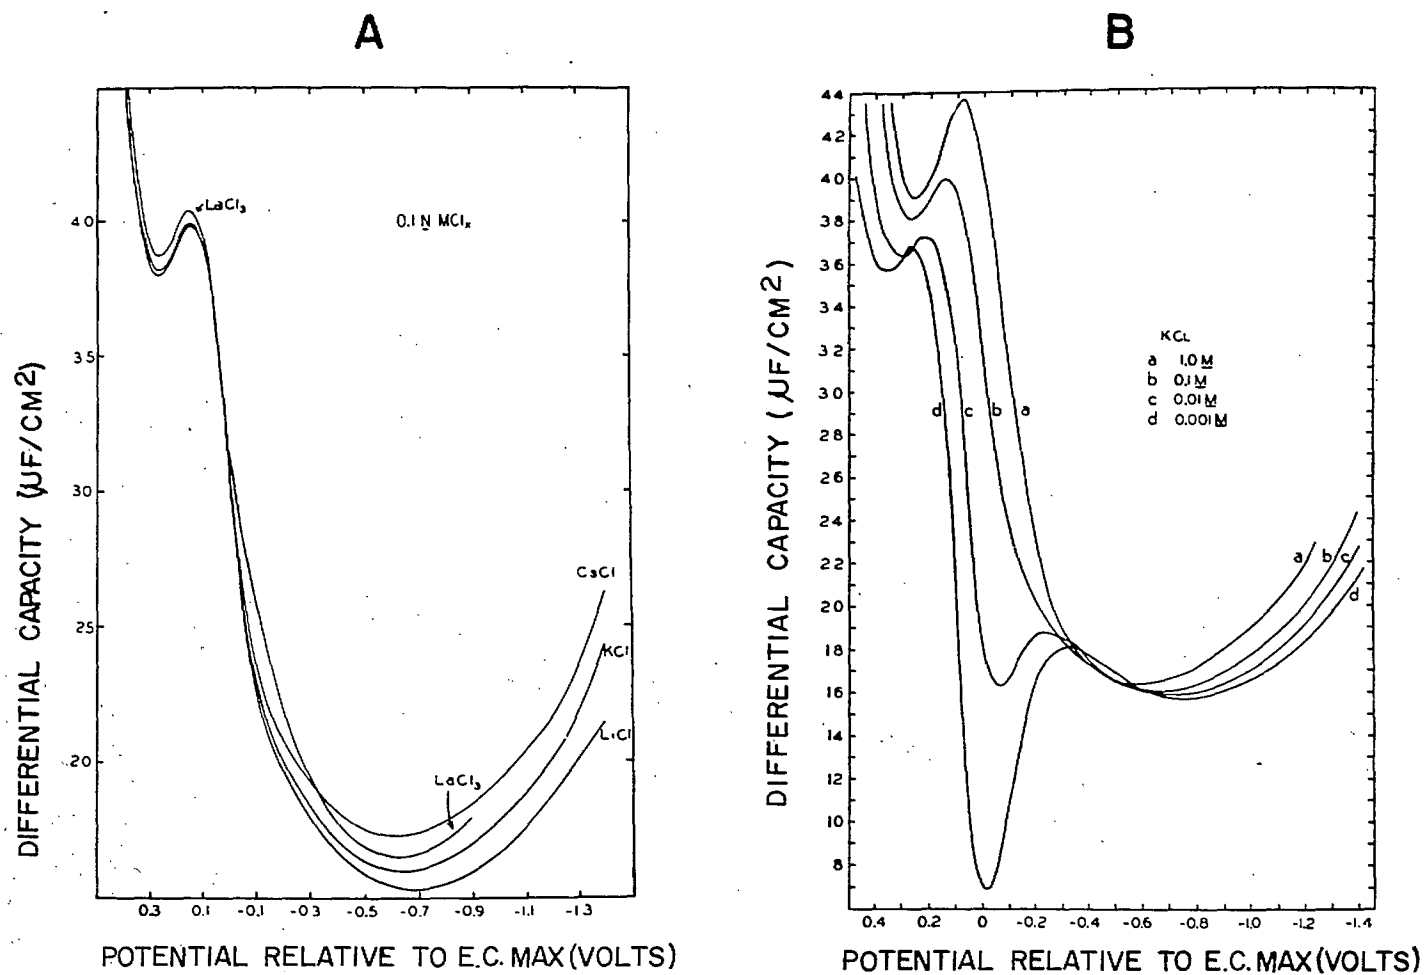 A
DIFFERENTIAL CAPACITY (μF/CM2)
40
35
30
25
20
LaCl3
0.1 N MClx
CsCl
KCl
LaCl3
LiCl
0.3 0.1 -0.1 -0.3 -0.5 -0.7 -0.9 -1.1 -1.3
POTENTIAL RELATIVE TO E.C. MAX (VOLTS)
B
DIFFERENTIAL CAPACITY (μF/CM2)
44
42
40
38
36
34
32
30
28
26
24
22
20
18
16
14
12
10
8
KCL
a 1.0 M
b 0.1 M
c 0.01 M
d 0.001 M
d c b a
a b c
d
0.4 0.2 0 -0.2 -0.4 -0.6 -0.8 -1.0 -1.2 -1.4
POTENTIAL RELATIVE TO E.C. MAX (VOLTS)